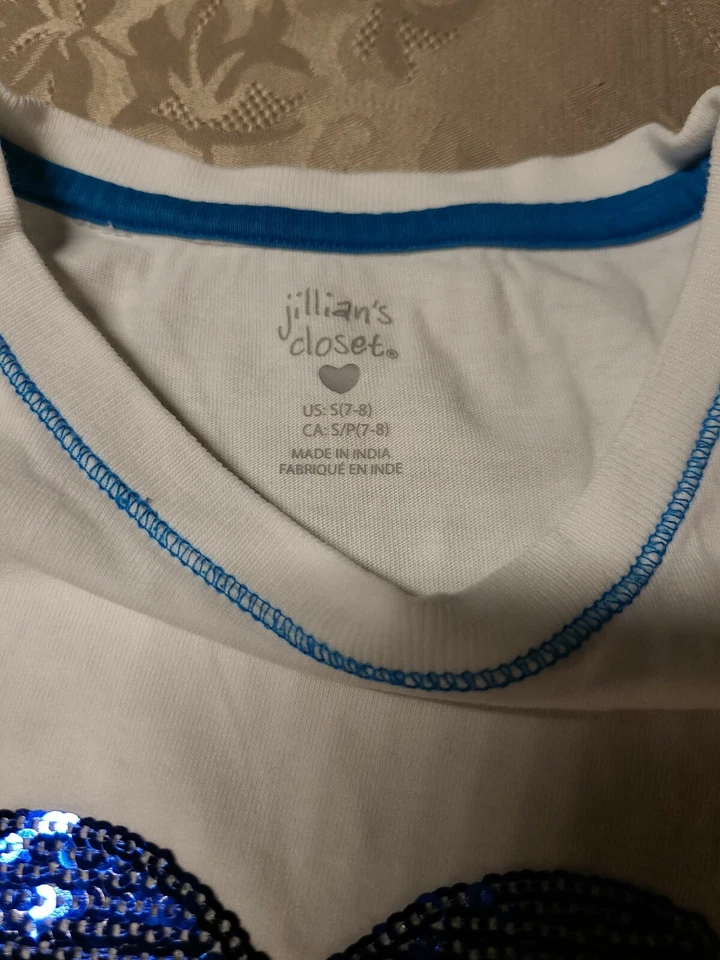 jillian's
closet®
US: S(7-8)
CA: S/P(7-8)
MADE IN INDIA
FABRIQUÉ EN INDE